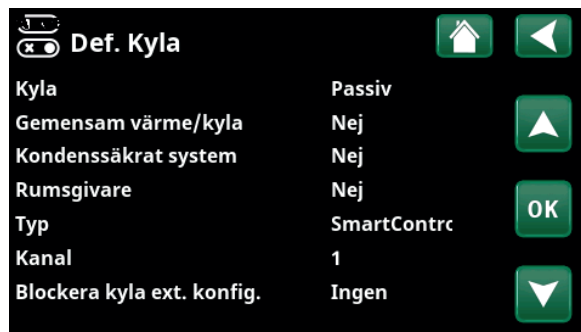 Def. Kyla
Kyla Passiv
Gemensam värme/kyla Nej
Kondenssäkrat system Nej
Rumsgivare Nej
Typ SmartContrc
OK
Kanal 1
Blockera kyla ext. konfig. Ingen